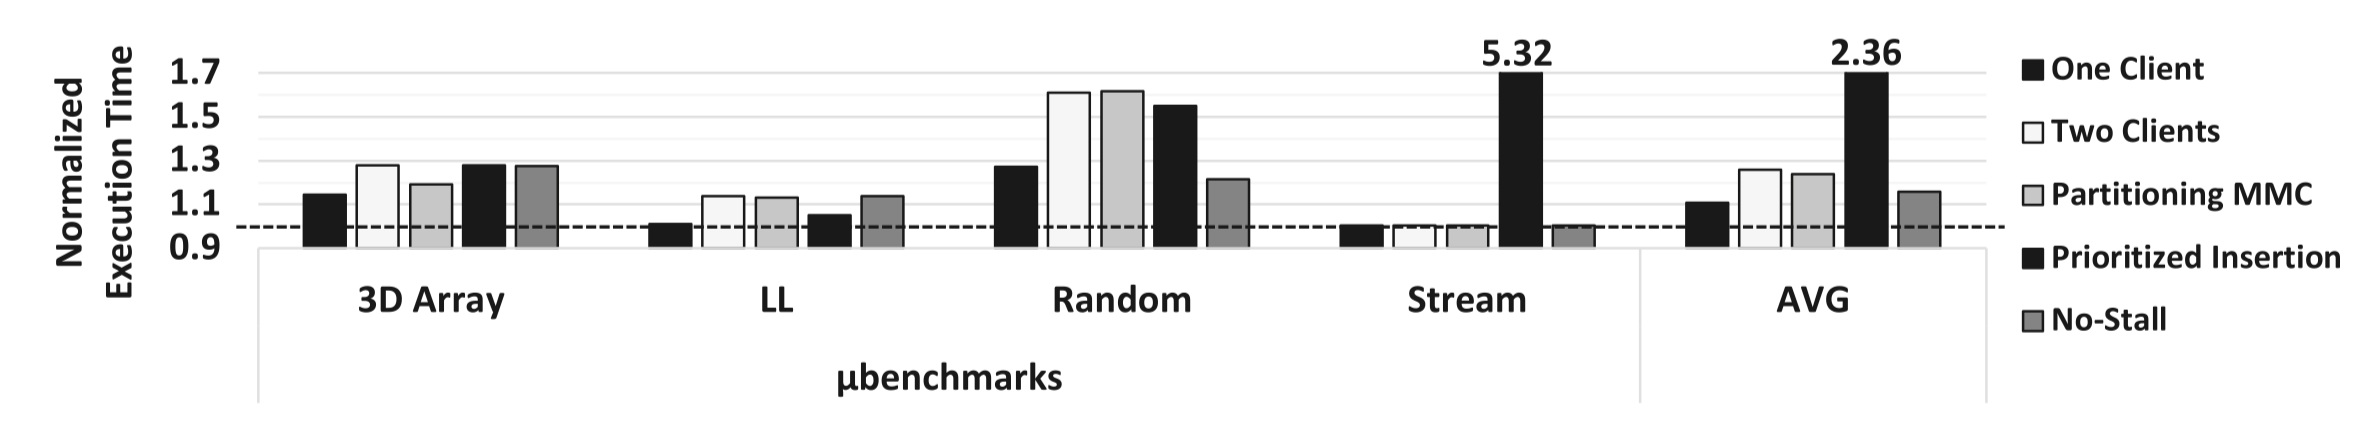 Normalized
Execution Time
1.7
1.5
1.3
1.1
0.9
5.32
2.36
3D Array
LL
Random
Stream
AVG
µbenchmarks
One Client
Two Clients
Partitioning MMC
Prioritized Insertion
No-Stall